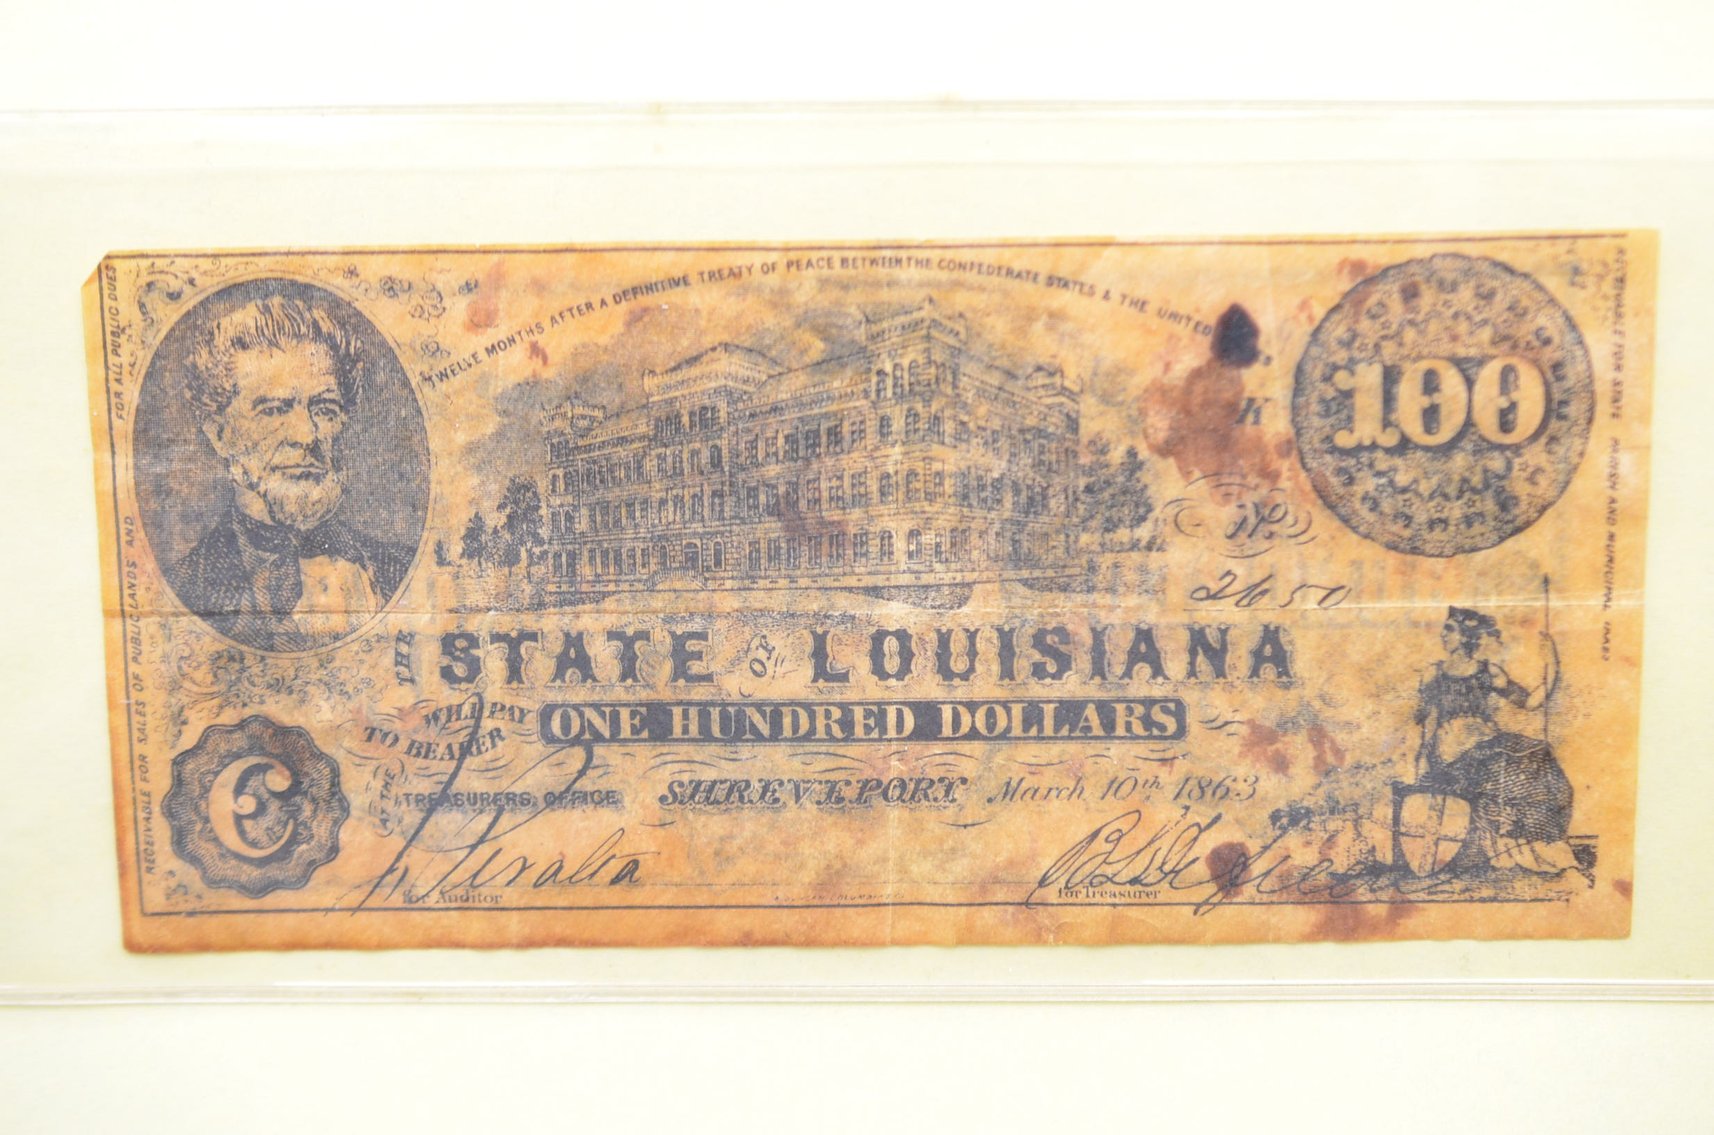 TWELVE MONTHS AFTER A DEFINITIVE TREATY OF PEACE BETWEEN THE CONFEDERATE STATES & THE UNITED
FOR ALL PUBLIC DUES
RECEIVABLE FOR SALES OF PUBLIC LANDS AND
K
100
No
2650
THE STATE OF LOUISIANA
WILL PAY
TO BEARER
ONE HUNDRED DOLLARS
AT THE
TREASURERS OFFICE SHREVEPORT March 10th 1863
C
Peralta
for Auditor
for Treasurer